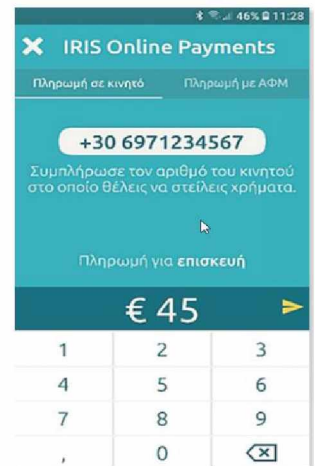 46% 11:28
IRIS Online Payments
Πληρωμή σε κινητό Πληρωμή με ΑΦΜ
+30 6971234567
Συμπλήρωσε τον αριθμό του κινητού
στο οποίο θέλεις να στείλεις χρήματα.
Πληρωμή για επισκευή
€ 45
1 2 3
4 5 6
7 8 9
, 0